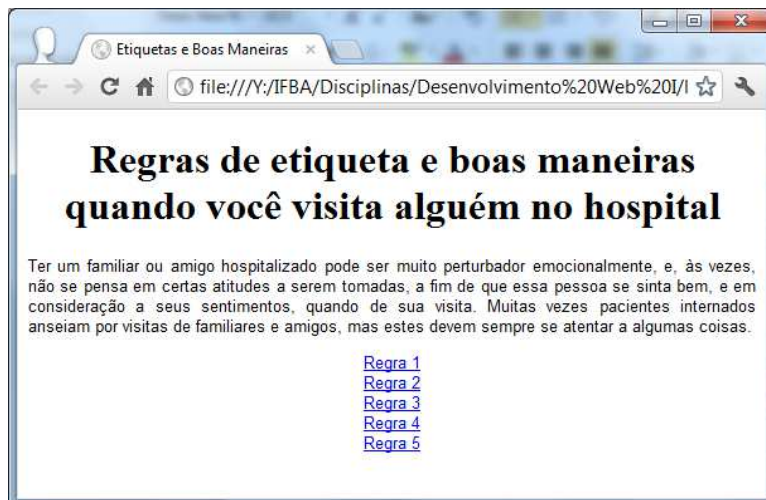 Etiquetas e Boas Maneiras
file:///Y:/IFBA/Disciplinas/Desenvolvimento%20Web%20I/I
Regras de etiqueta e boas maneiras
quando você visita alguém no hospital
Ter um familiar ou amigo hospitalizado pode ser muito perturbador emocionalmente, e, às vezes,
não se pensa em certas atitudes a serem tomadas, a fim de que essa pessoa se sinta bem, e em
consideração a seus sentimentos, quando de sua visita. Muitas vezes pacientes internados
anseiam por visitas de familiares e amigos, mas estes devem sempre se atentar a algumas coisas.
Regra 1
Regra 2
Regra 3
Regra 4
Regra 5